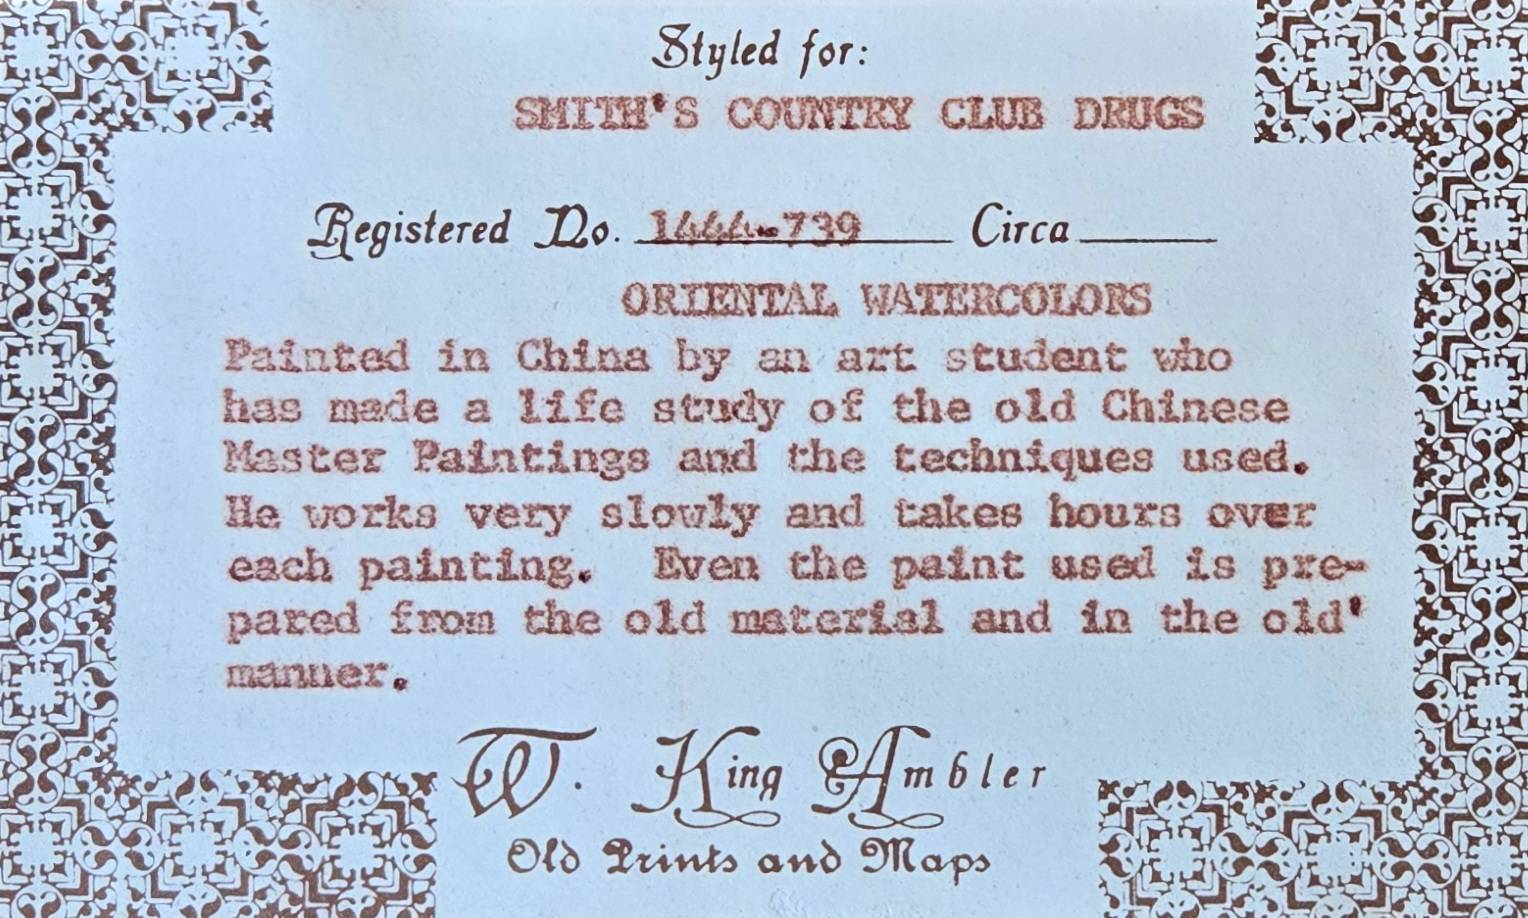 Styled for:
SMITH'S COUNTRY CLUB DRUGS
Registered No. 1444-739 Circa
ORIENTAL WATERCOLORS
Painted in China by an art student who
has made a life study of the old Chinese
Master Paintings and the techniques used.
He works very slowly and takes hours over
each painting. Even the paint used is pre-
pared from the old material and in the old'
manner.
W. King Ambler
Old Prints and Maps